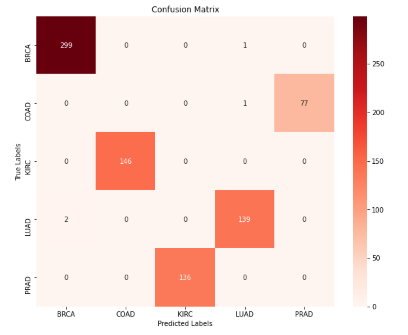 Confusion Matrix
BRCA 299 0 0 1 0
COAD 0 0 0 1 77
KIRC 0 146 0 0 0
LUAD 2 0 0 139 0
PRAD 0 0 136 0 0
BRCA COAD KIRC LUAD PRAD
True Labels
Predicted Labels
250
200
150
100
50
0